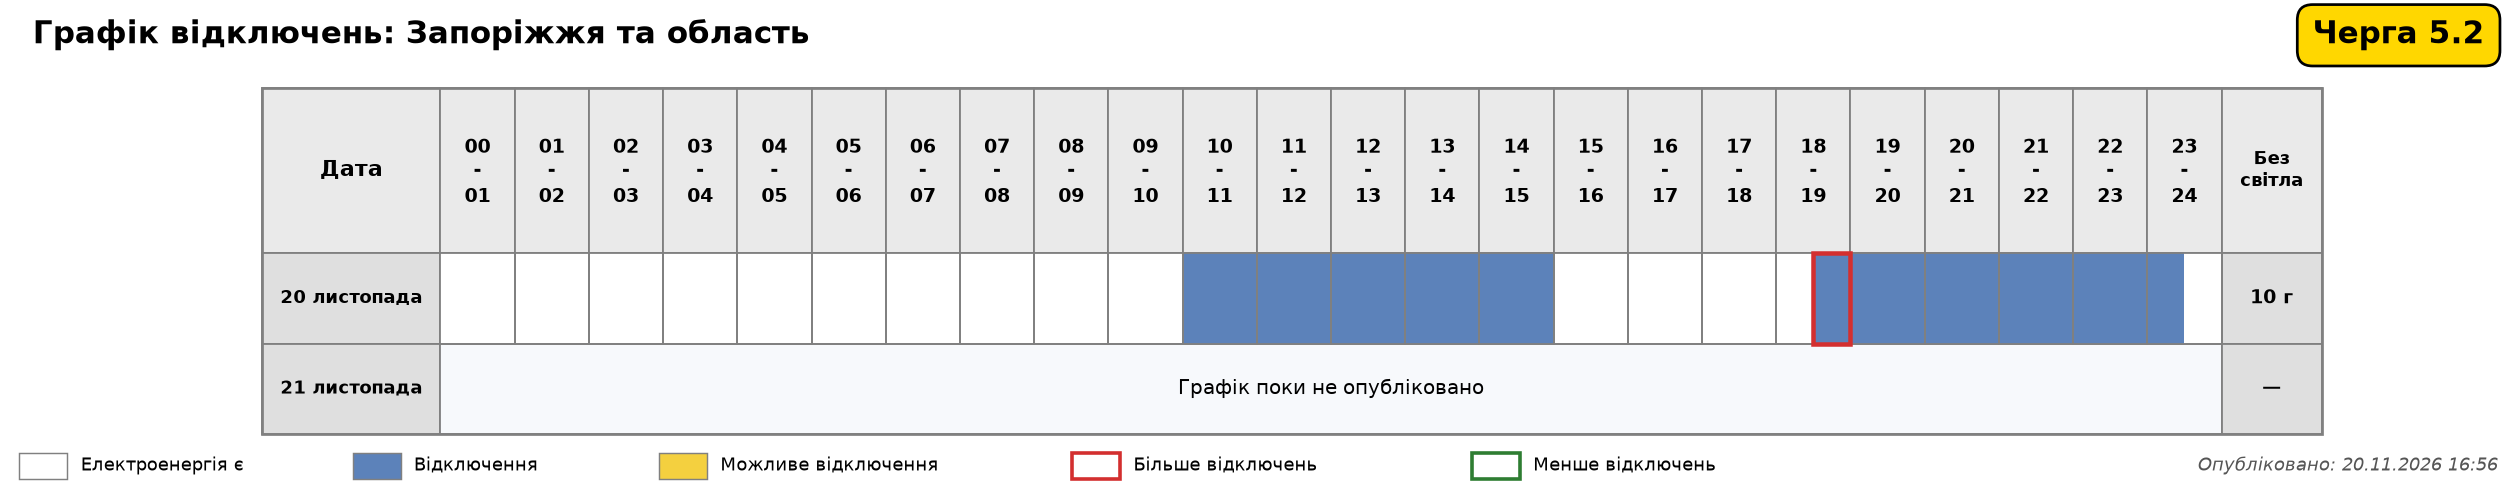 Графік відключень: Запоріжжя та область
Черга 5.2
Дата
00 - 01
01 - 02
02 - 03
03 - 04
04 - 05
05 - 06
06 - 07
07 - 08
08 - 09
09 - 10
10 - 11
11 - 12
12 - 13
13 - 14
14 - 15
15 - 16
16 - 17
17 - 18
18 - 19
19 - 20
20 - 21
21 - 22
22 - 23
23 - 24
Без
світла
20 листопада
10 г
21 листопада
Графік поки не опубліковано
—
Електроенергія є
Відключення
Можливе відключення
Більше відключень
Менше відключень
Опубліковано: 20.11.2026 16:56